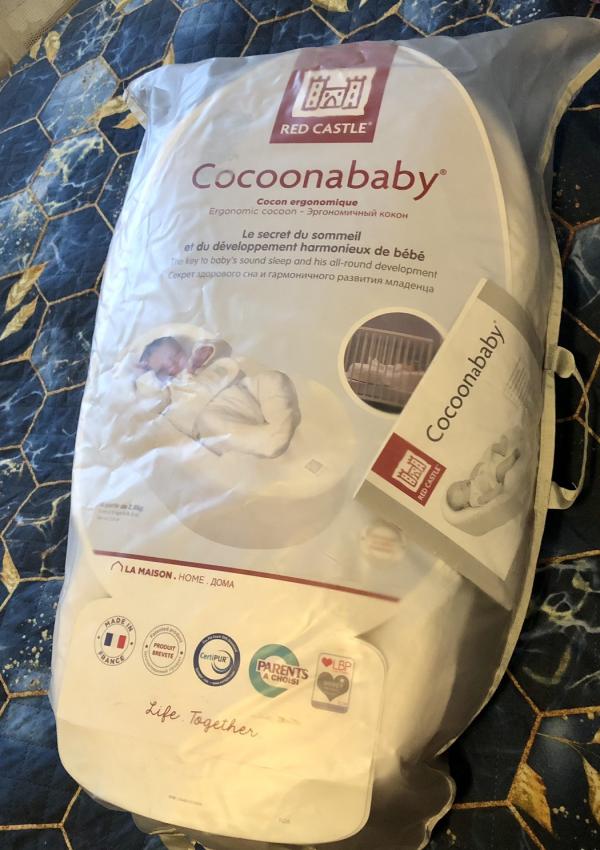 RED CASTLE®
Cocoonababy®
Cocon ergonomique
Ergonomic cocoon - Эргономичный кокон
Le secret du sommeil
et du développement harmonieux de bébé
The key to baby's sound sleep and his all-round development
Секрет здорового сна и гармоничного развития младенца
Cocoonababy®
RED CASTLE
LA MAISON . HOME . ДОМА
MADE IN
FRANCE
PRODUIT
BREVETÉ
CertiPUR
PARENTS
A CHOISI
LBP
Life . Together